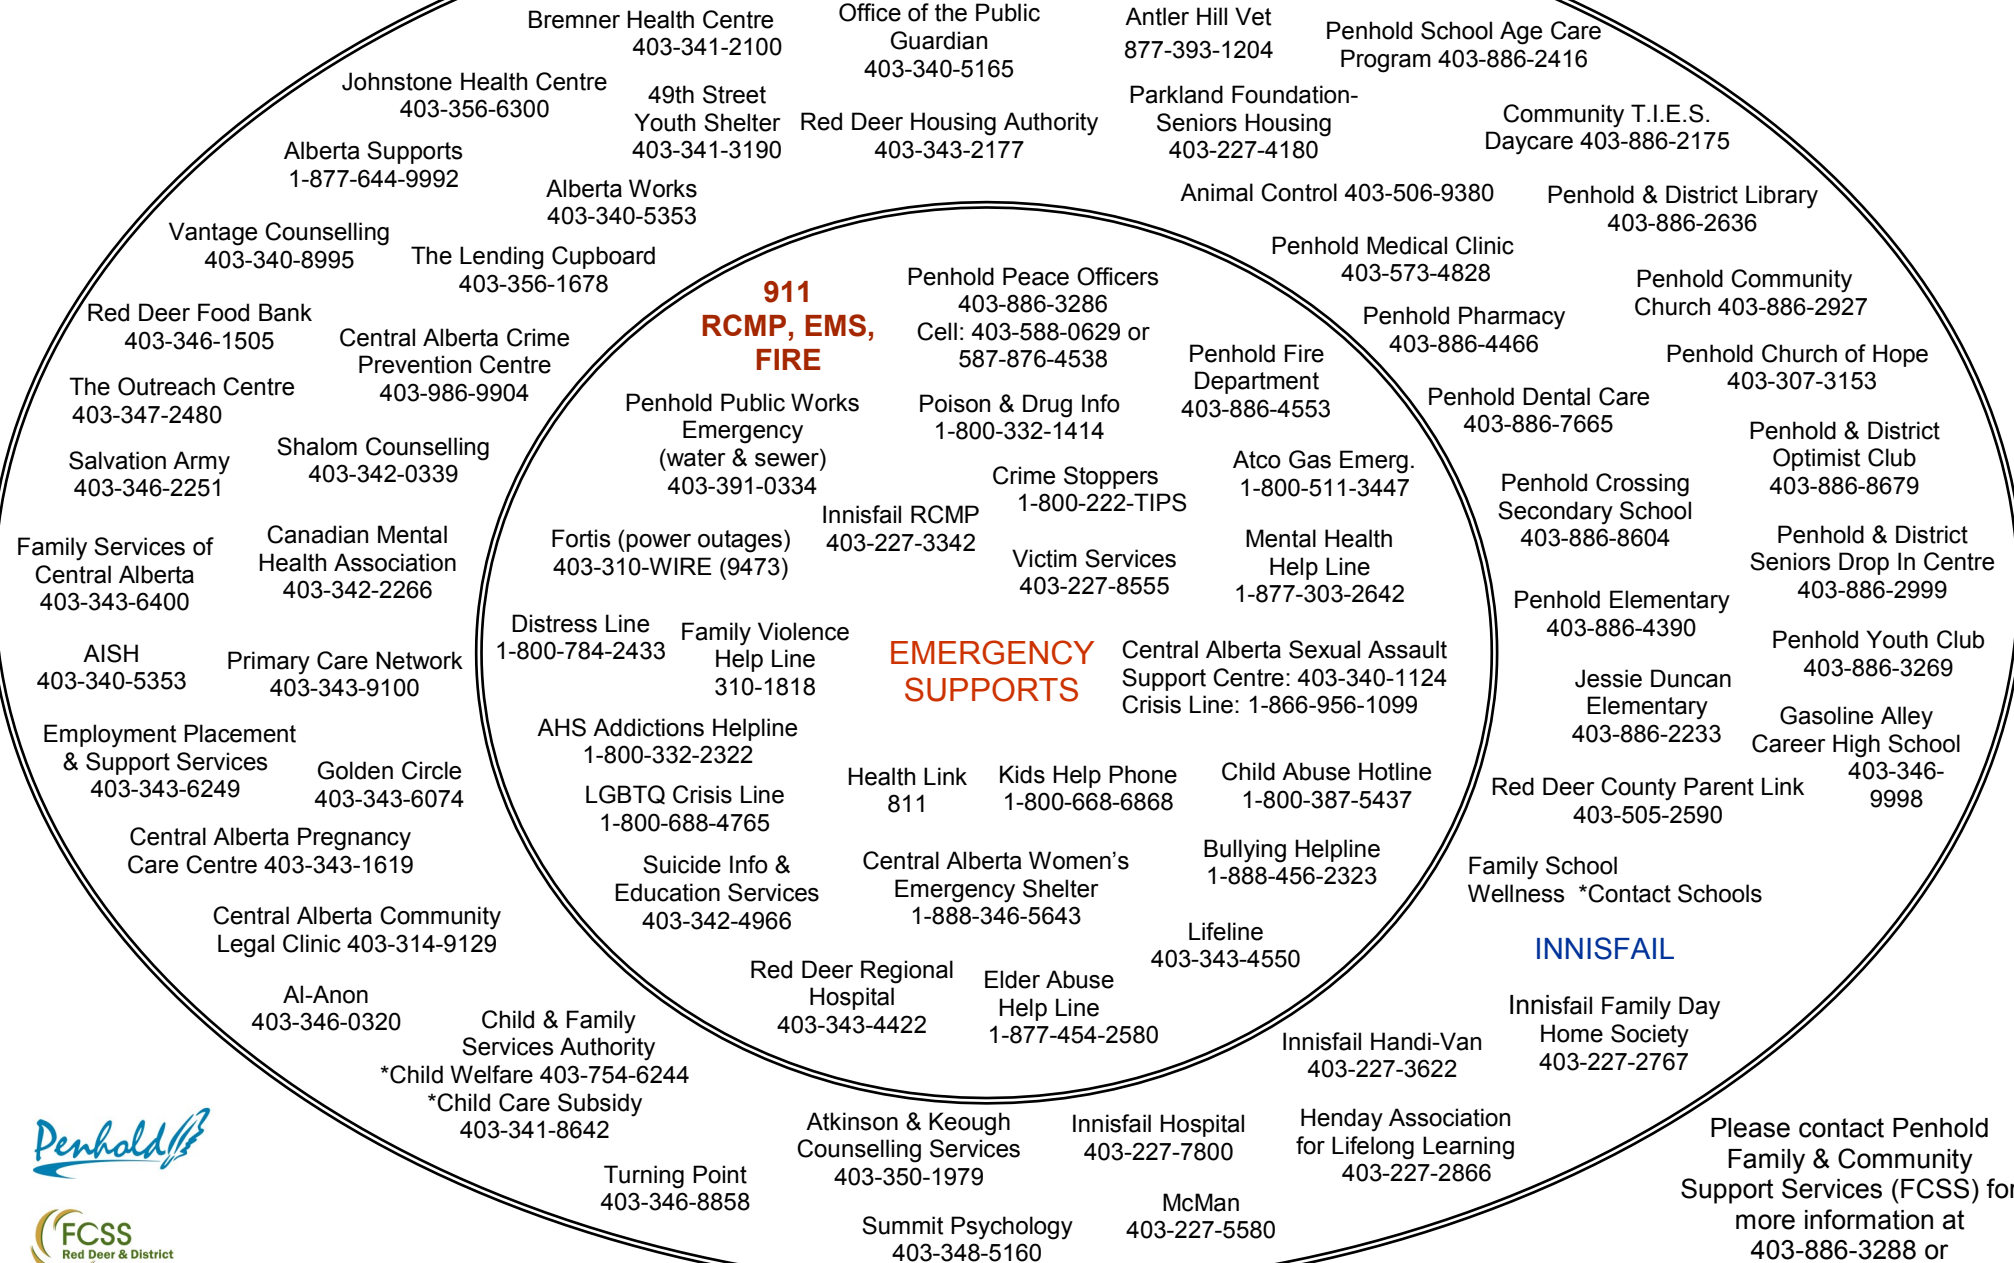 Bremner Health Centre
403-341-2100
Office of the Public
Guardian
403-340-5165
Antler Hill Vet
877-393-1204
Penhold School Age Care
Program 403-886-2416
Johnstone Health Centre
403-356-6300
49th Street
Youth Shelter
403-341-3190
Red Deer Housing Authority
403-343-2177
Parkland Foundation-
Seniors Housing
403-227-4180
Community T.I.E.S.
Daycare 403-886-2175
Alberta Supports
1-877-644-9992
Alberta Works
403-340-5353
Animal Control 403-506-9380
Penhold & District Library
403-886-2636
Vantage Counselling
403-340-8995
The Lending Cupboard
403-356-1678
Penhold Medical Clinic
403-573-4828
Penhold Community
Church 403-886-2927
Red Deer Food Bank
403-346-1505
Central Alberta Crime
Prevention Centre
403-986-9904
Penhold Pharmacy
403-886-4466
Penhold Church of Hope
403-307-3153
The Outreach Centre
403-347-2480
Penhold Dental Care
403-886-7665
Penhold & District
Optimist Club
403-886-8679
Salvation Army
403-346-2251
Shalom Counselling
403-342-0339
Penhold Crossing
Secondary School
403-886-8604
Family Services of
Central Alberta
403-343-6400
Canadian Mental
Health Association
403-342-2266
Penhold & District
Seniors Drop In Centre
403-886-2999
Penhold Elementary
403-886-4390
AISH
403-340-5353
Primary Care Network
403-343-9100
Penhold Youth Club
403-886-3269
Jessie Duncan
Elementary
403-886-2233
Employment Placement
& Support Services
403-343-6249
Golden Circle
403-343-6074
Gasoline Alley
Career High School
403-346-
9998
Red Deer County Parent Link
403-505-2590
Central Alberta Pregnancy
Care Centre 403-343-1619
Family School
Wellness *Contact Schools
Central Alberta Community
Legal Clinic 403-314-9129
Al-Anon
403-346-0320
Child & Family
Services Authority
*Child Welfare 403-754-6244
*Child Care Subsidy
403-341-8642
Turning Point
403-346-8858
911
RCMP, EMS,
FIRE
Penhold Peace Officers
403-886-3286
Cell: 403-588-0629 or
587-876-4538
Penhold Fire
Department
403-886-4553
Penhold Public Works
Emergency
(water & sewer)
403-391-0334
Poison & Drug Info
1-800-332-1414
Crime Stoppers
1-800-222-TIPS
Atco Gas Emerg.
1-800-511-3447
Innisfail RCMP
403-227-3342
Fortis (power outages)
403-310-WIRE (9473)
Victim Services
403-227-8555
Mental Health
Help Line
1-877-303-2642
Distress Line
1-800-784-2433
Family Violence
Help Line
310-1818
EMERGENCY
SUPPORTS
Central Alberta Sexual Assault
Support Centre: 403-340-1124
Crisis Line: 1-866-956-1099
AHS Addictions Helpline
1-800-332-2322
Health Link
811
Kids Help Phone
1-800-668-6868
Child Abuse Hotline
1-800-387-5437
LGBTQ Crisis Line
1-800-688-4765
Suicide Info &
Education Services
403-342-4966
Central Alberta Women’s
Emergency Shelter
1-888-346-5643
Bullying Helpline
1-888-456-2323
Lifeline
403-343-4550
Red Deer Regional
Hospital
403-343-4422
Elder Abuse
Help Line
1-877-454-2580
INNISFAIL
Innisfail Family Day
Home Society
403-227-2767
Innisfail Handi-Van
403-227-3622
Atkinson & Keough
Counselling Services
403-350-1979
Innisfail Hospital
403-227-7800
Henday Association
for Lifelong Learning
403-227-2866
McMan
403-227-5580
Summit Psychology
403-348-5160
Penhold
FCSS
Red Deer & District
Please contact Penhold
Family & Community
Support Services (FCSS) for
more information at
403-886-3288 or